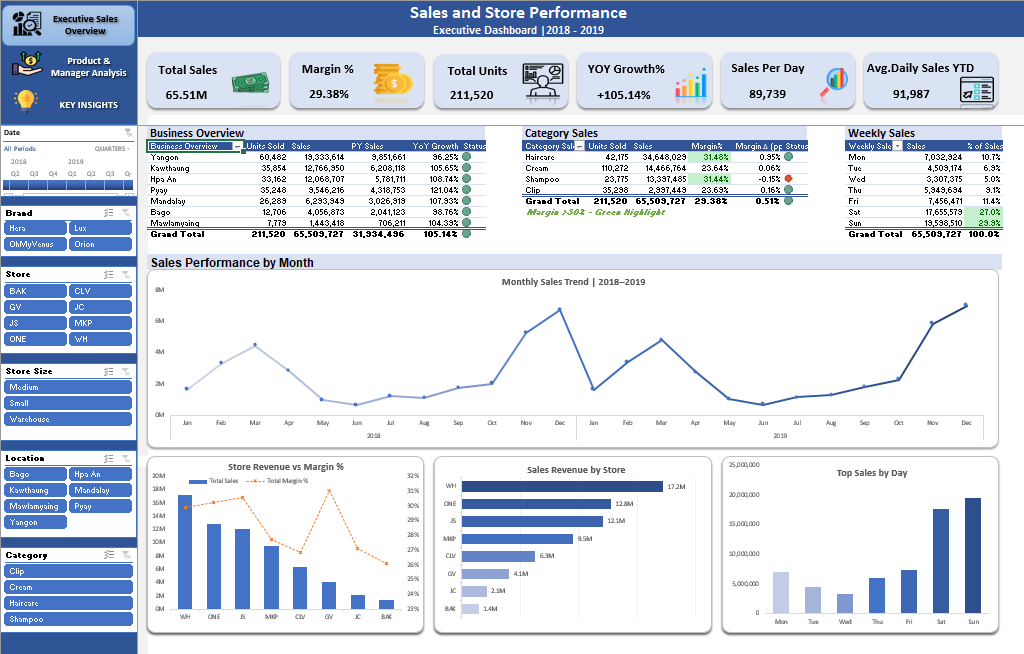 Executive Sales
Overview
Product &
Manager Analysis
KEY INSIGHTS
Sales and Store Performance
Executive Dashboard |2018 - 2019
Total Sales
65.51M
Margin %
29.38%
Total Units
211,520
YOY Growth%
+105.14%
Sales Per Day
89,739
Avg.Daily Sales YTD
91,987
Date
All Periods QUARTERS
2018 2019
Q2 Q3 Q4 Q1 Q2 Q3 Q4 Q1 Q2 Q3
Brand
Hera Lux
OhMyVenus Orion
Store
BAK CLV
GV JC
JS MKP
ONE WH
Store Size
Medium
Small
Warehouse
Location
Bago Hpa An
Kawthaung Mandalay
Mawlamyaing Pyay
Yangon
Category
Clip
Cream
Haircare
Shampoo
Business Overview
Business Overview Units Sold Sales PY Sales YoY Growth Status
Yangon 60,482 19,333,614 9,851,661 96.25%
Kawthaung 35,854 12,766,950 6,208,118 105.65%
Hpa An 33,162 12,068,707 5,781,711 108.74%
Pyay 35,248 9,546,216 4,318,753 121.04%
Mandalay 26,289 6,293,949 3,026,919 107.93%
Bago 12,706 4,056,873 2,041,123 98.76%
Mawlamyaing 7,779 1,443,418 706,211 104.39%
Grand Total 211,520 65,509,727 31,934,496 105.14%
Category Sales
Category Sal Units Sold Sales Margin% Margin Δ (pp Status
Haircare 42,175 34,648,029 31.48% 0.95%
Cream 110,272 14,466,764 23.64% 0.06%
Shampoo 23,775 13,397,485 31.44% -0.15%
Clip 35,298 2,997,449 23.69% 0.16%
Grand Total 211,520 65,509,727 29.38% 0.51%
Margin >30% - Green Highlight
Weekly Sales
Weekly Sale Sales % of Sales
Mon 7,032,924 10.7%
Tue 4,509,174 6.9%
Wed 3,307,375 5.0%
Thu 5,949,694 9.1%
Fri 7,456,471 11.4%
Sat 17,655,579 27.0%
Sun 19,598,510 29.9%
Grand Total 65,509,727 100.0%
Sales Performance by Month
Monthly Sales Trend | 2018–2019
8M
6M
4M
2M
0M
Jan Feb Mar Apr May Jun Jul Aug Sep Oct Nov Dec Jan Feb Mar Apr May Jun Jul Aug Sep Oct Nov Dec
2018 2019
Store Revenue vs Margin %
Total Sales Total Margin %
20M 32%
18M 31%
16M 30%
14M 29%
12M 28%
10M 27%
8M 26%
6M 25%
4M 24%
2M 23%
0M
WH ONE JS MKP CLV GV JC BAK
Sales Revenue by Store
WH 17.2M
ONE 12.8M
JS 12.1M
MKP 9.5M
CLV 6.3M
GV 4.1M
JC 2.1M
BAK 1.4M
Top Sales by Day
25,000,000
20,000,000
15,000,000
10,000,000
5,000,000
0
Mon Tue Wed Thu Fri Sat Sun